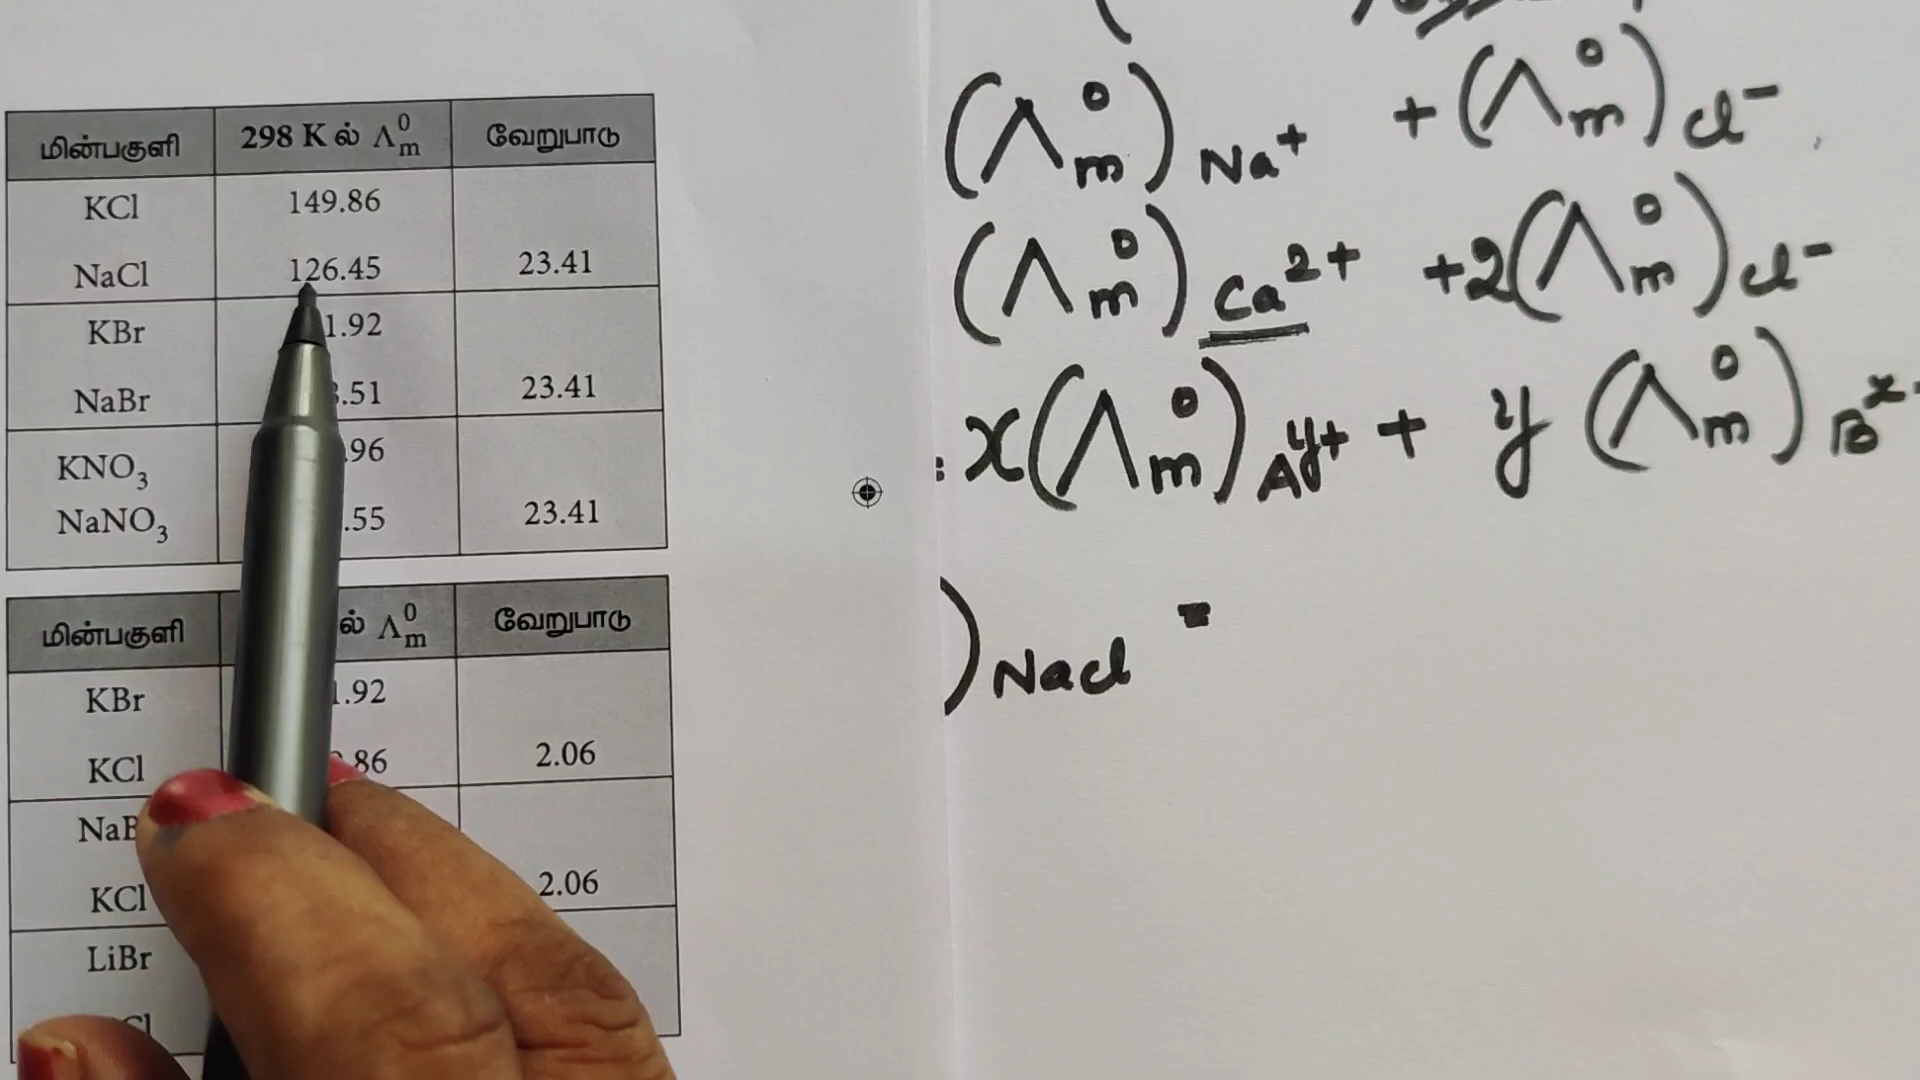 மின்பகுளி 298 K ல் Λ⁰ₘ வேறுபாடு
KCl 149.86
NaCl 126.45 23.41
KBr 1.92
NaBr .51 23.41
KNO₃ .96
NaNO₃ .55 23.41
மின்பகுளி ல் Λ⁰ₘ வேறுபாடு
KBr 1.92
KCl .86 2.06
NaB
KCl 2.06
LiBr
Cl
(Λ⁰ₘ)Na⁺ + (Λ⁰ₘ)Cl⁻
(Λ⁰ₘ)Ca²⁺ + 2(Λ⁰ₘ)Cl⁻
: x(Λ⁰ₘ)Aʸ⁺ + y(Λ⁰ₘ)Bˣ⁻
)NaCl =